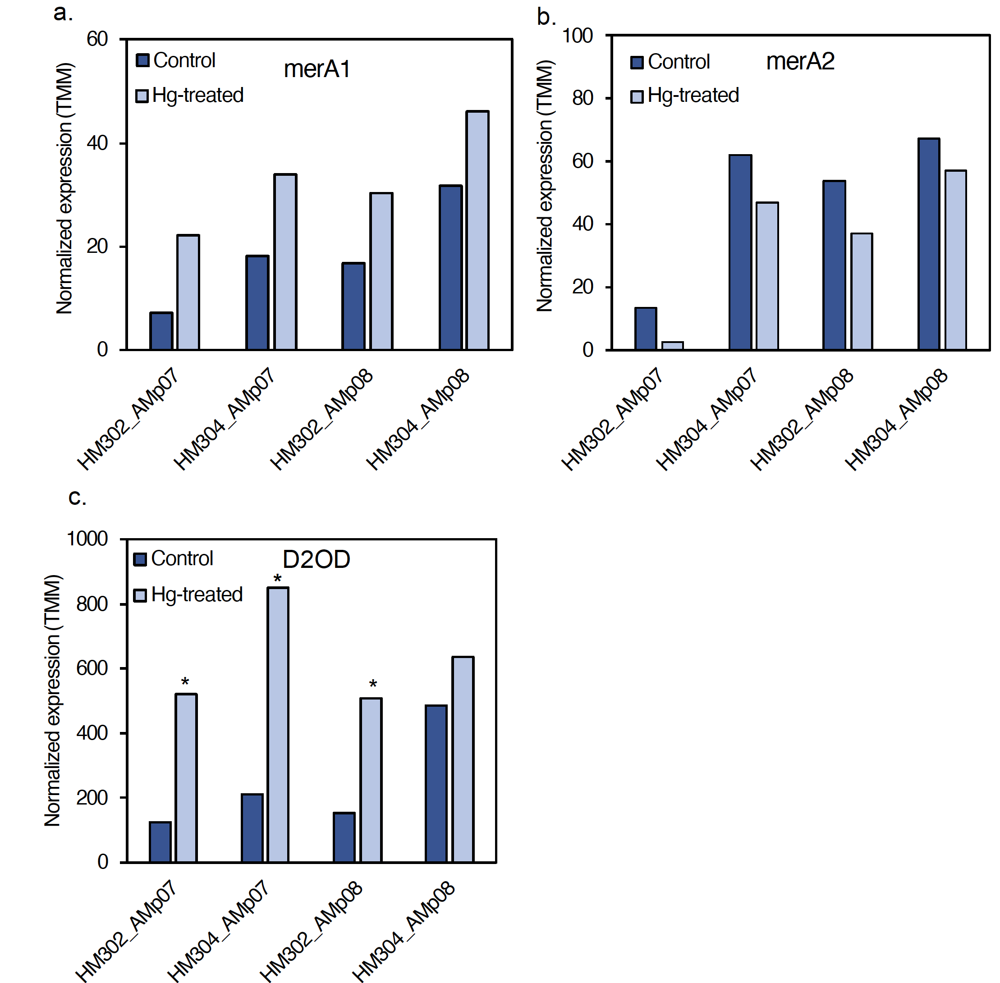 a.
Normalized expression (TMM)
60
40
20
0
Control
Hg-treated
merA1
HM302_AMp07
HM304_AMp07
HM302_AMp08
HM304_AMp08
b.
Normalized expression (TMM)
100
80
60
40
20
0
Control
Hg-treated
merA2
HM302_AMp07
HM304_AMp07
HM302_AMp08
HM304_AMp08
c.
Normalized expression (TMM)
1000
800
600
400
200
0
Control
Hg-treated
D2OD
*
*
*
HM302_AMp07
HM304_AMp07
HM302_AMp08
HM304_AMp08